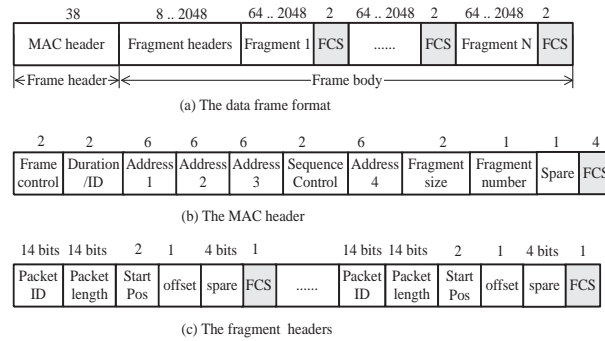 38 8 .. 2048 64 .. 2048 2 64 .. 2048 2 64 .. 2048 2
MAC header Fragment headers Fragment 1 FCS ...... FCS Fragment N FCS
Frame header Frame body
(a) The data frame format
2 2 6 6 6 2 6 2 1 1 4
Frame control Duration /ID Address 1 Address 2 Address 3 Sequence Control Address 4 Fragment size Fragment number Spare FCS
(b) The MAC header
14 bits 14 bits 2 1 4 bits 1 14 bits 14 bits 2 1 4 bits 1
Packet ID Packet length Start Pos offset spare FCS ...... Packet ID Packet length Start Pos offset spare FCS
(c) The fragment headers